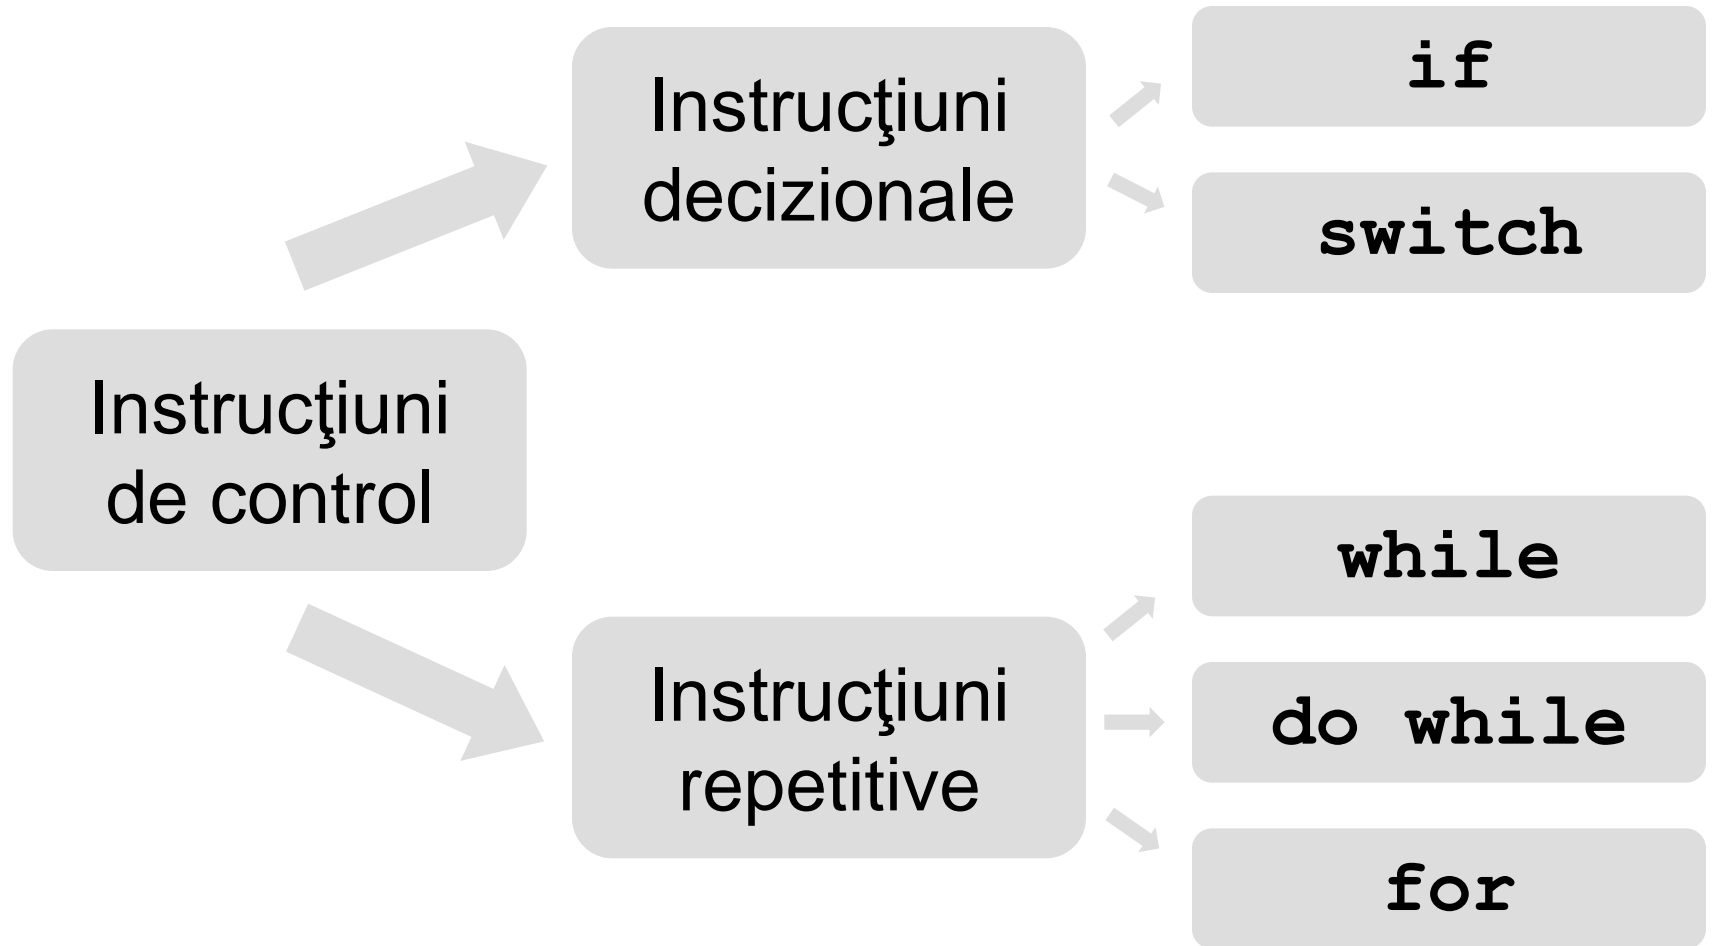 Instrucţiuni
de control
Instrucţiuni
decizionale
if
switch
Instrucţiuni
repetitive
while
do while
for